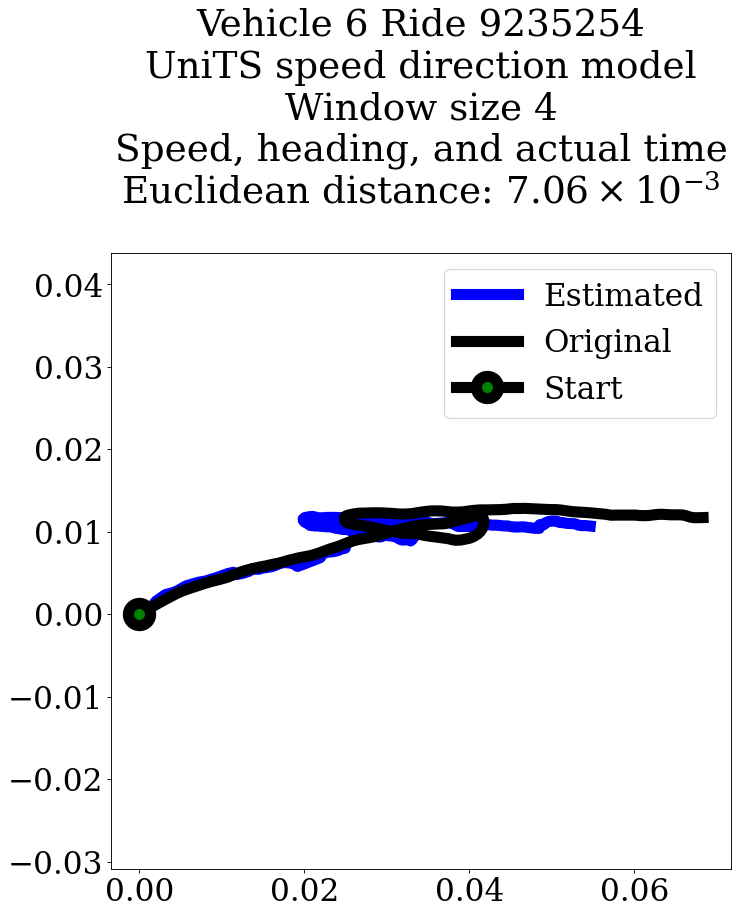 Vehicle 6 Ride 9235254
UniTS speed direction model
Window size 4
Speed, heading, and actual time
Euclidean distance: 7.06 × 10⁻³
Estimated
Original
Start
0.04
0.03
0.02
0.01
0.00
−0.01
−0.02
−0.03
0.00 0.02 0.04 0.06